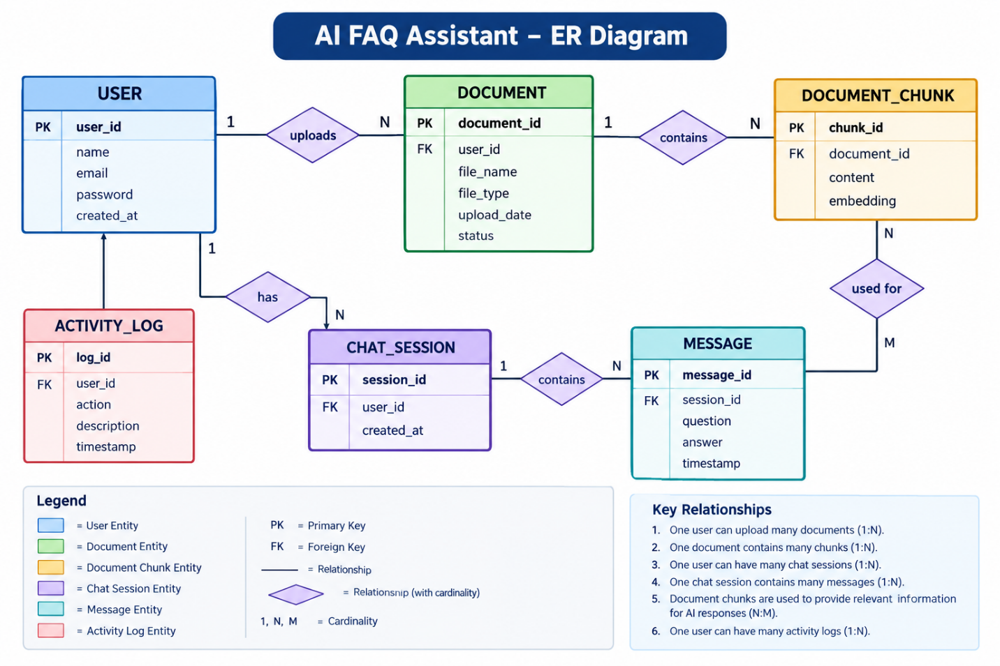 AI FAQ Assistant – ER Diagram
USER
PK user_id
name
email
password
created_at
1
uploads
N
DOCUMENT
PK document_id
FK user_id
file_name
file_type
upload_date
status
1
contains
N
DOCUMENT_CHUNK
PK chunk_id
FK document_id
content
embedding
1
has
N
N
used for
M
ACTIVITY_LOG
PK log_id
FK user_id
action
description
timestamp
CHAT_SESSION
PK session_id
FK user_id
created_at
1
contains
N
MESSAGE
PK message_id
FK session_id
question
answer
timestamp
Legend
= User Entity
= Document Entity
= Document Chunk Entity
= Chat Session Entity
= Message Entity
= Activity Log Entity
PK = Primary Key
FK = Foreign Key
= Relationship
= Relationship (with cardinality)
1, N, M = Cardinality
Key Relationships
1. One user can upload many documents (1:N).
2. One document contains many chunks (1:N).
3. One user can have many chat sessions (1:N).
4. One chat session contains many messages (1:N).
5. Document chunks are used to provide relevant information
for AI responses (N:M).
6. One user can have many activity logs (1:N).